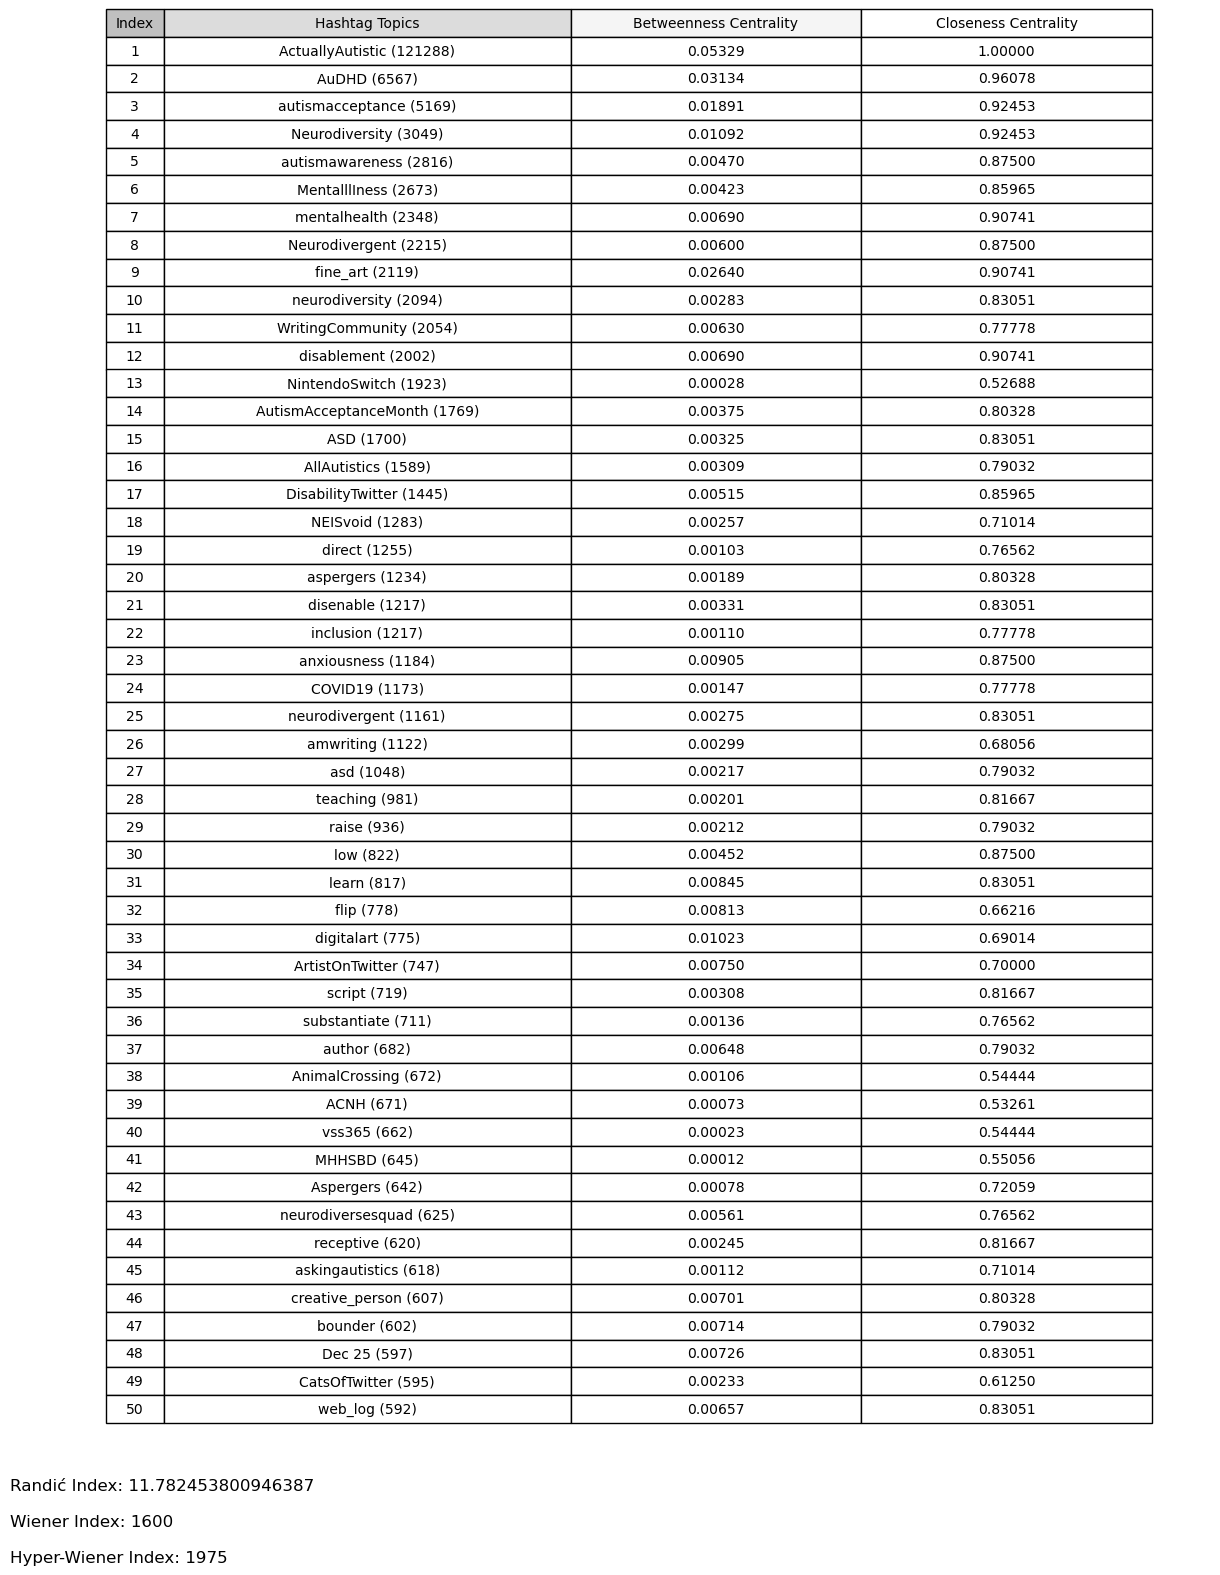 Index Hashtag Topics Betweenness Centrality Closeness Centrality
1 ActuallyAutistic (121288) 0.05329 1.00000
2 AuDHD (6567) 0.03134 0.96078
3 autismacceptance (5169) 0.01891 0.92453
4 Neurodiversity (3049) 0.01092 0.92453
5 autismawareness (2816) 0.00470 0.87500
6 MentalllIness (2673) 0.00423 0.85965
7 mentalhealth (2348) 0.00690 0.90741
8 Neurodivergent (2215) 0.00600 0.87500
9 fine_art (2119) 0.02640 0.90741
10 neurodiversity (2094) 0.00283 0.83051
11 WritingCommunity (2054) 0.00630 0.77778
12 disablement (2002) 0.00690 0.90741
13 NintendoSwitch (1923) 0.00028 0.52688
14 AutismAcceptanceMonth (1769) 0.00375 0.80328
15 ASD (1700) 0.00325 0.83051
16 AllAutistics (1589) 0.00309 0.79032
17 DisabilityTwitter (1445) 0.00515 0.85965
18 NEISvoid (1283) 0.00257 0.71014
19 direct (1255) 0.00103 0.76562
20 aspergers (1234) 0.00189 0.80328
21 disenable (1217) 0.00331 0.83051
22 inclusion (1217) 0.00110 0.77778
23 anxiousness (1184) 0.00905 0.87500
24 COVID19 (1173) 0.00147 0.77778
25 neurodivergent (1161) 0.00275 0.83051
26 amwriting (1122) 0.00299 0.68056
27 asd (1048) 0.00217 0.79032
28 teaching (981) 0.00201 0.81667
29 raise (936) 0.00212 0.79032
30 low (822) 0.00452 0.87500
31 learn (817) 0.00845 0.83051
32 flip (778) 0.00813 0.66216
33 digitalart (775) 0.01023 0.69014
34 ArtistOnTwitter (747) 0.00750 0.70000
35 script (719) 0.00308 0.81667
36 substantiate (711) 0.00136 0.76562
37 author (682) 0.00648 0.79032
38 AnimalCrossing (672) 0.00106 0.54444
39 ACNH (671) 0.00073 0.53261
40 vss365 (662) 0.00023 0.54444
41 MHHSBD (645) 0.00012 0.55056
42 Aspergers (642) 0.00078 0.72059
43 neurodiversesquad (625) 0.00561 0.76562
44 receptive (620) 0.00245 0.81667
45 askingautistics (618) 0.00112 0.71014
46 creative_person (607) 0.00701 0.80328
47 bounder (602) 0.00714 0.79032
48 Dec 25 (597) 0.00726 0.83051
49 CatsOfTwitter (595) 0.00233 0.61250
50 web_log (592) 0.00657 0.83051
Randić Index: 11.782453800946387
Wiener Index: 1600
Hyper-Wiener Index: 1975